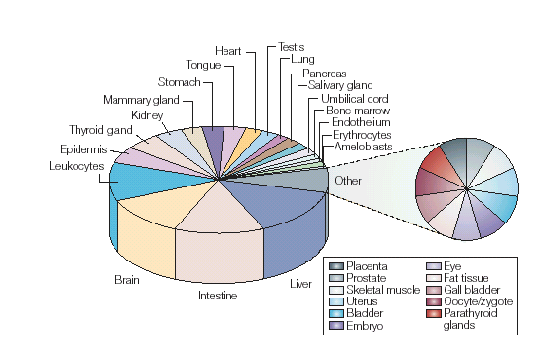 Heart
Tests
Tongue
Lung
Pancreas
Stomach
Salivary gland
Mammary gland
Umbilical cord
Kidney
Bono marrow
Thyroid gland
Endotheium
Epidermis
Erythrocytes
Leukocytes
Ameloblasts
Other
Brain
Intestine
Liver
Placenta
Prostate
Skeletal muscle
Uterus
Bladder
Embryo
Eye
Fat tissue
Gall bladder
Oocyte/zygote
Parathyroid
glands